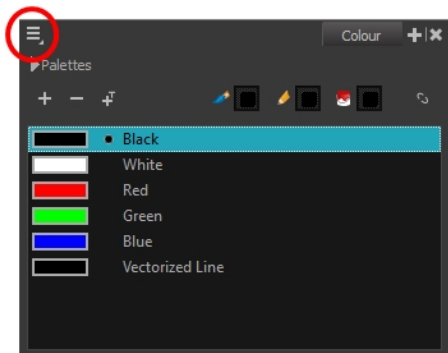 Colour
Palettes
Black
White
Red
Green
Blue
Vectorized Line